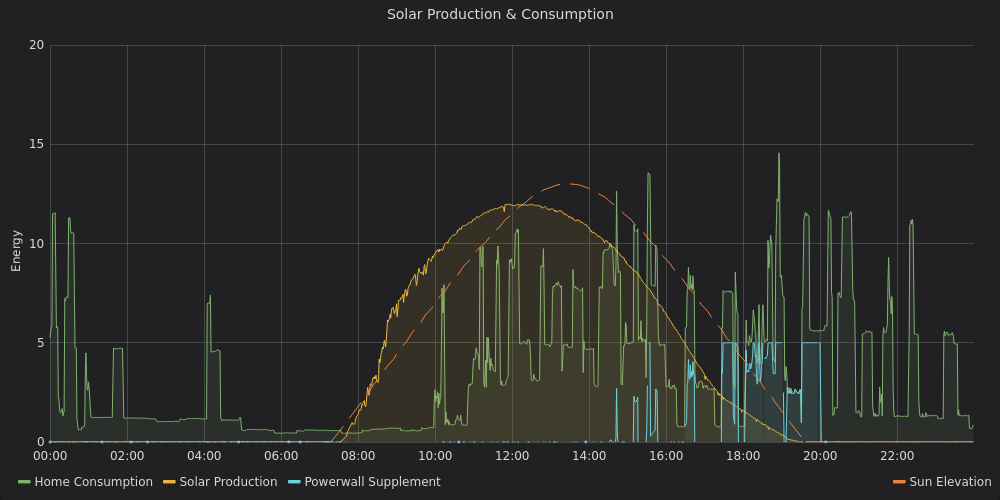 Solar Production & Consumption
20
15
10
5
0
Energy
00:00 02:00 04:00 06:00 08:00 10:00 12:00 14:00 16:00 18:00 20:00 22:00
Home Consumption Solar Production Powerwall Supplement Sun Elevation